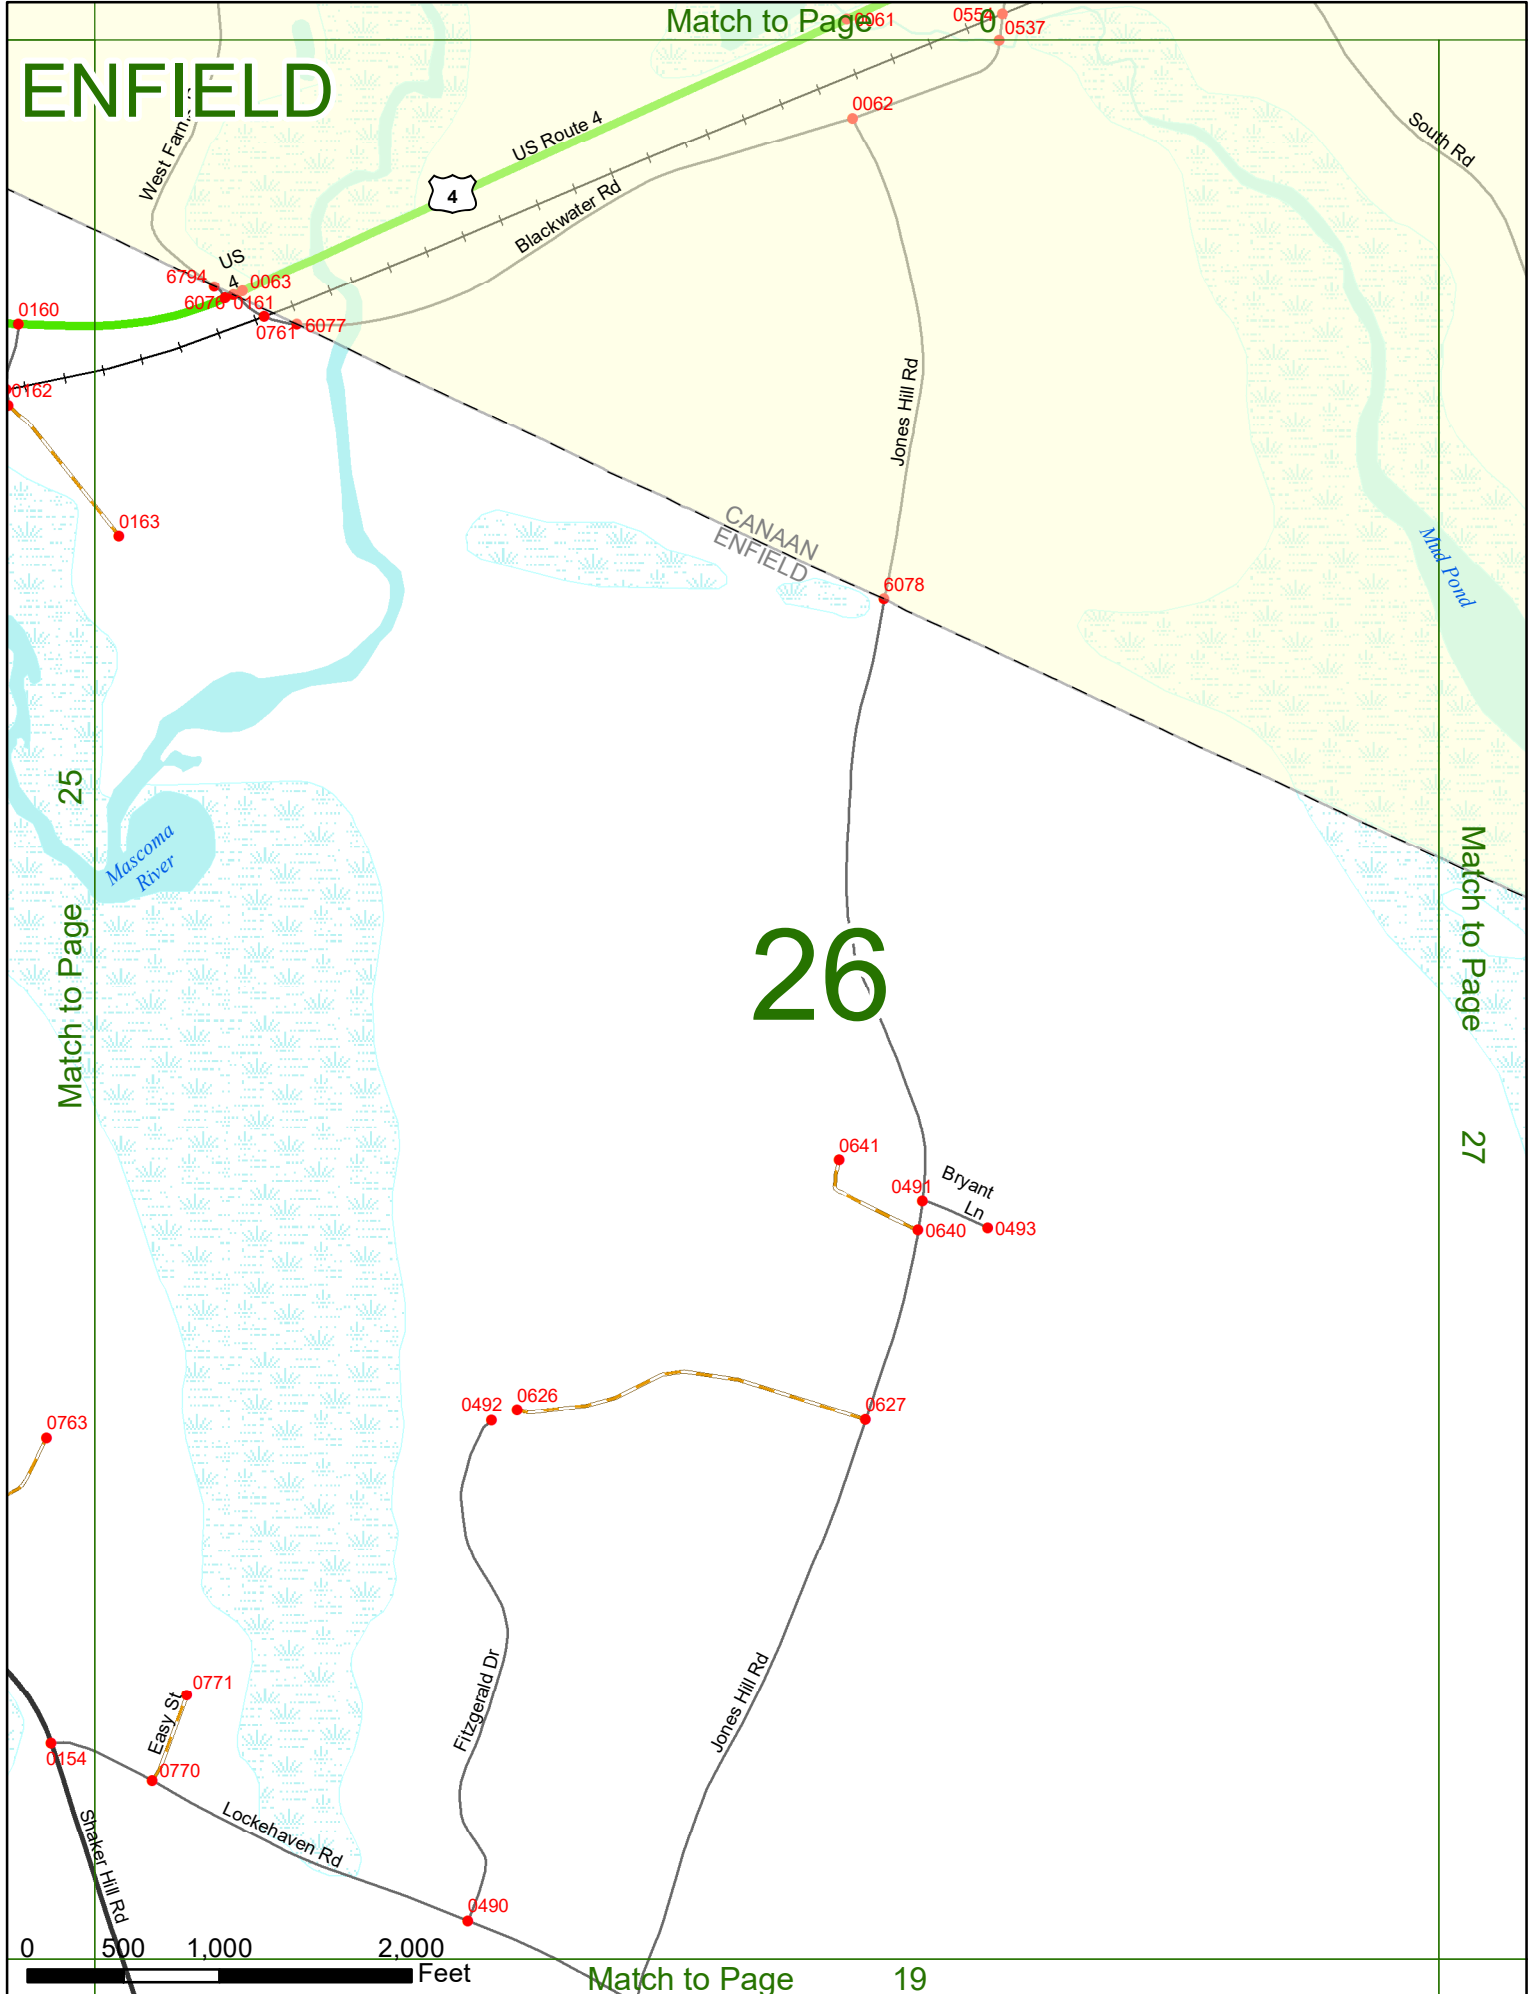 Match to Page 0
0061
0554
0537
ENFIELD
0062
US Route 4
South Rd
4
Blackwater Rd
US
4
6794
0063
6076
0161
0160
0761
6077
Jones Hill Rd
0162
0163
CANAAN
ENFIELD
Mud Pond
6078
Match to Page 25
Mascoma
River
Match to Page 27
26
0641
0491
Bryant
Ln
0640
0493
0492
0626
0627
0763
0771
Easy St
Fitzgerald Dr
Jones Hill Rd
0154
0770
Lockehaven Rd
Shaker Hill Rd
0490
0 500 1,000 2,000
Feet
Match to Page 19
West Farm